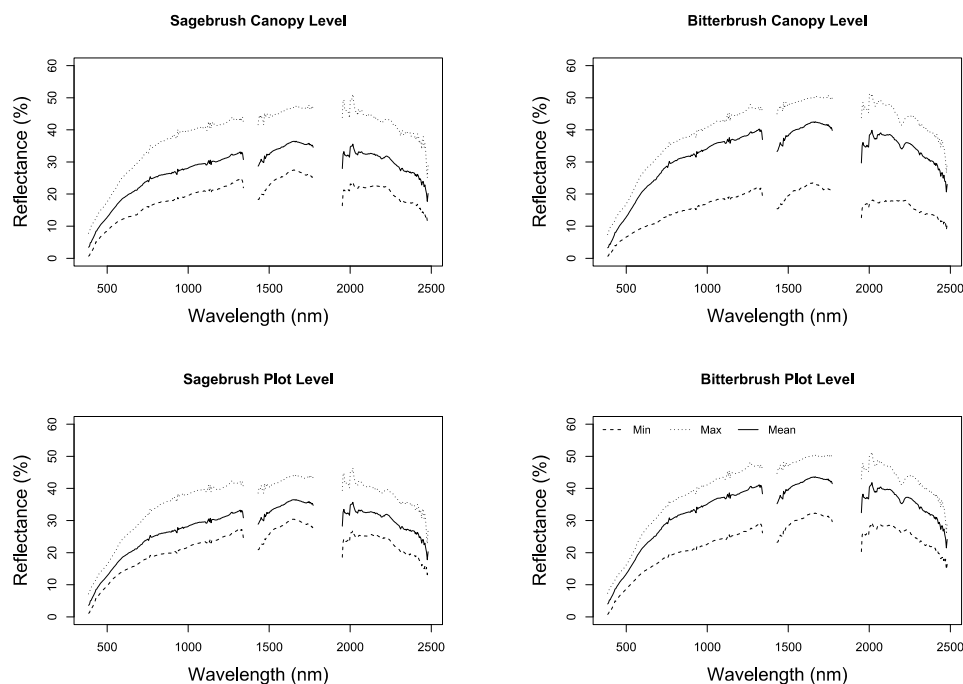 Sagebrush Canopy Level
Reflectance (%)
0 10 20 30 40 50 60
500 1000 1500 2000 2500
Wavelength (nm)
Bitterbrush Canopy Level
Reflectance (%)
0 10 20 30 40 50 60
500 1000 1500 2000 2500
Wavelength (nm)
Sagebrush Plot Level
Reflectance (%)
0 10 20 30 40 50 60
500 1000 1500 2000 2500
Wavelength (nm)
Bitterbrush Plot Level
Min Max Mean
Reflectance (%)
0 10 20 30 40 50 60
500 1000 1500 2000 2500
Wavelength (nm)